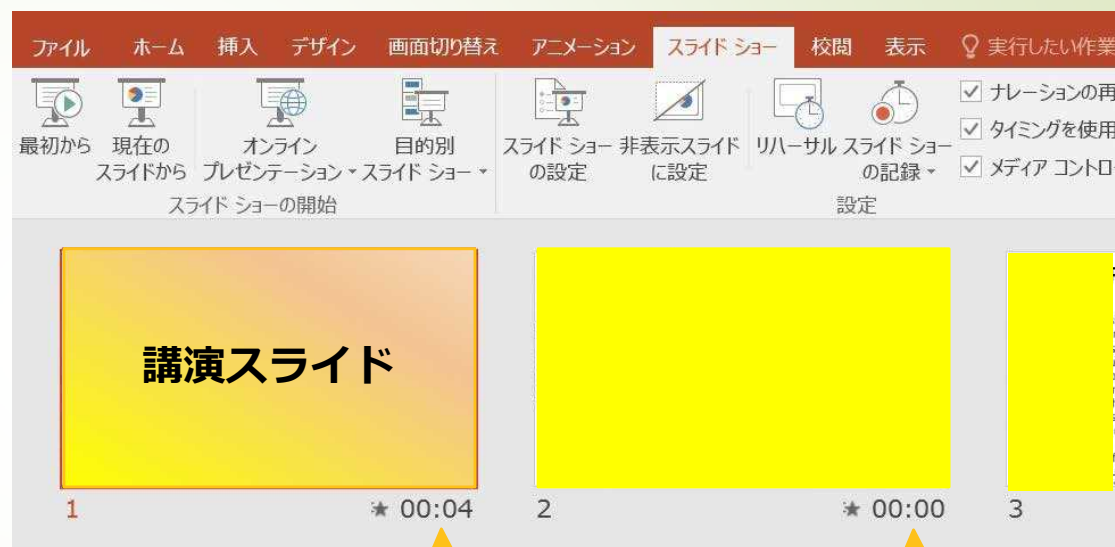 ファイル ホーム 挿入 デザイン 画面切り替え アニメーション スライド ショー 校閲 表示 実行したい作業
最初から 現在の スライドから オンライン プレゼンテーション 目的別 スライド ショー スライド ショー の設定 非表示スライド に設定 リハーサル スライド ショー の記録
ナレーションの再
タイミングを使用
メディア コントロー
スライド ショーの開始 設定
講演スライド
1 00:04 2 00:00 3